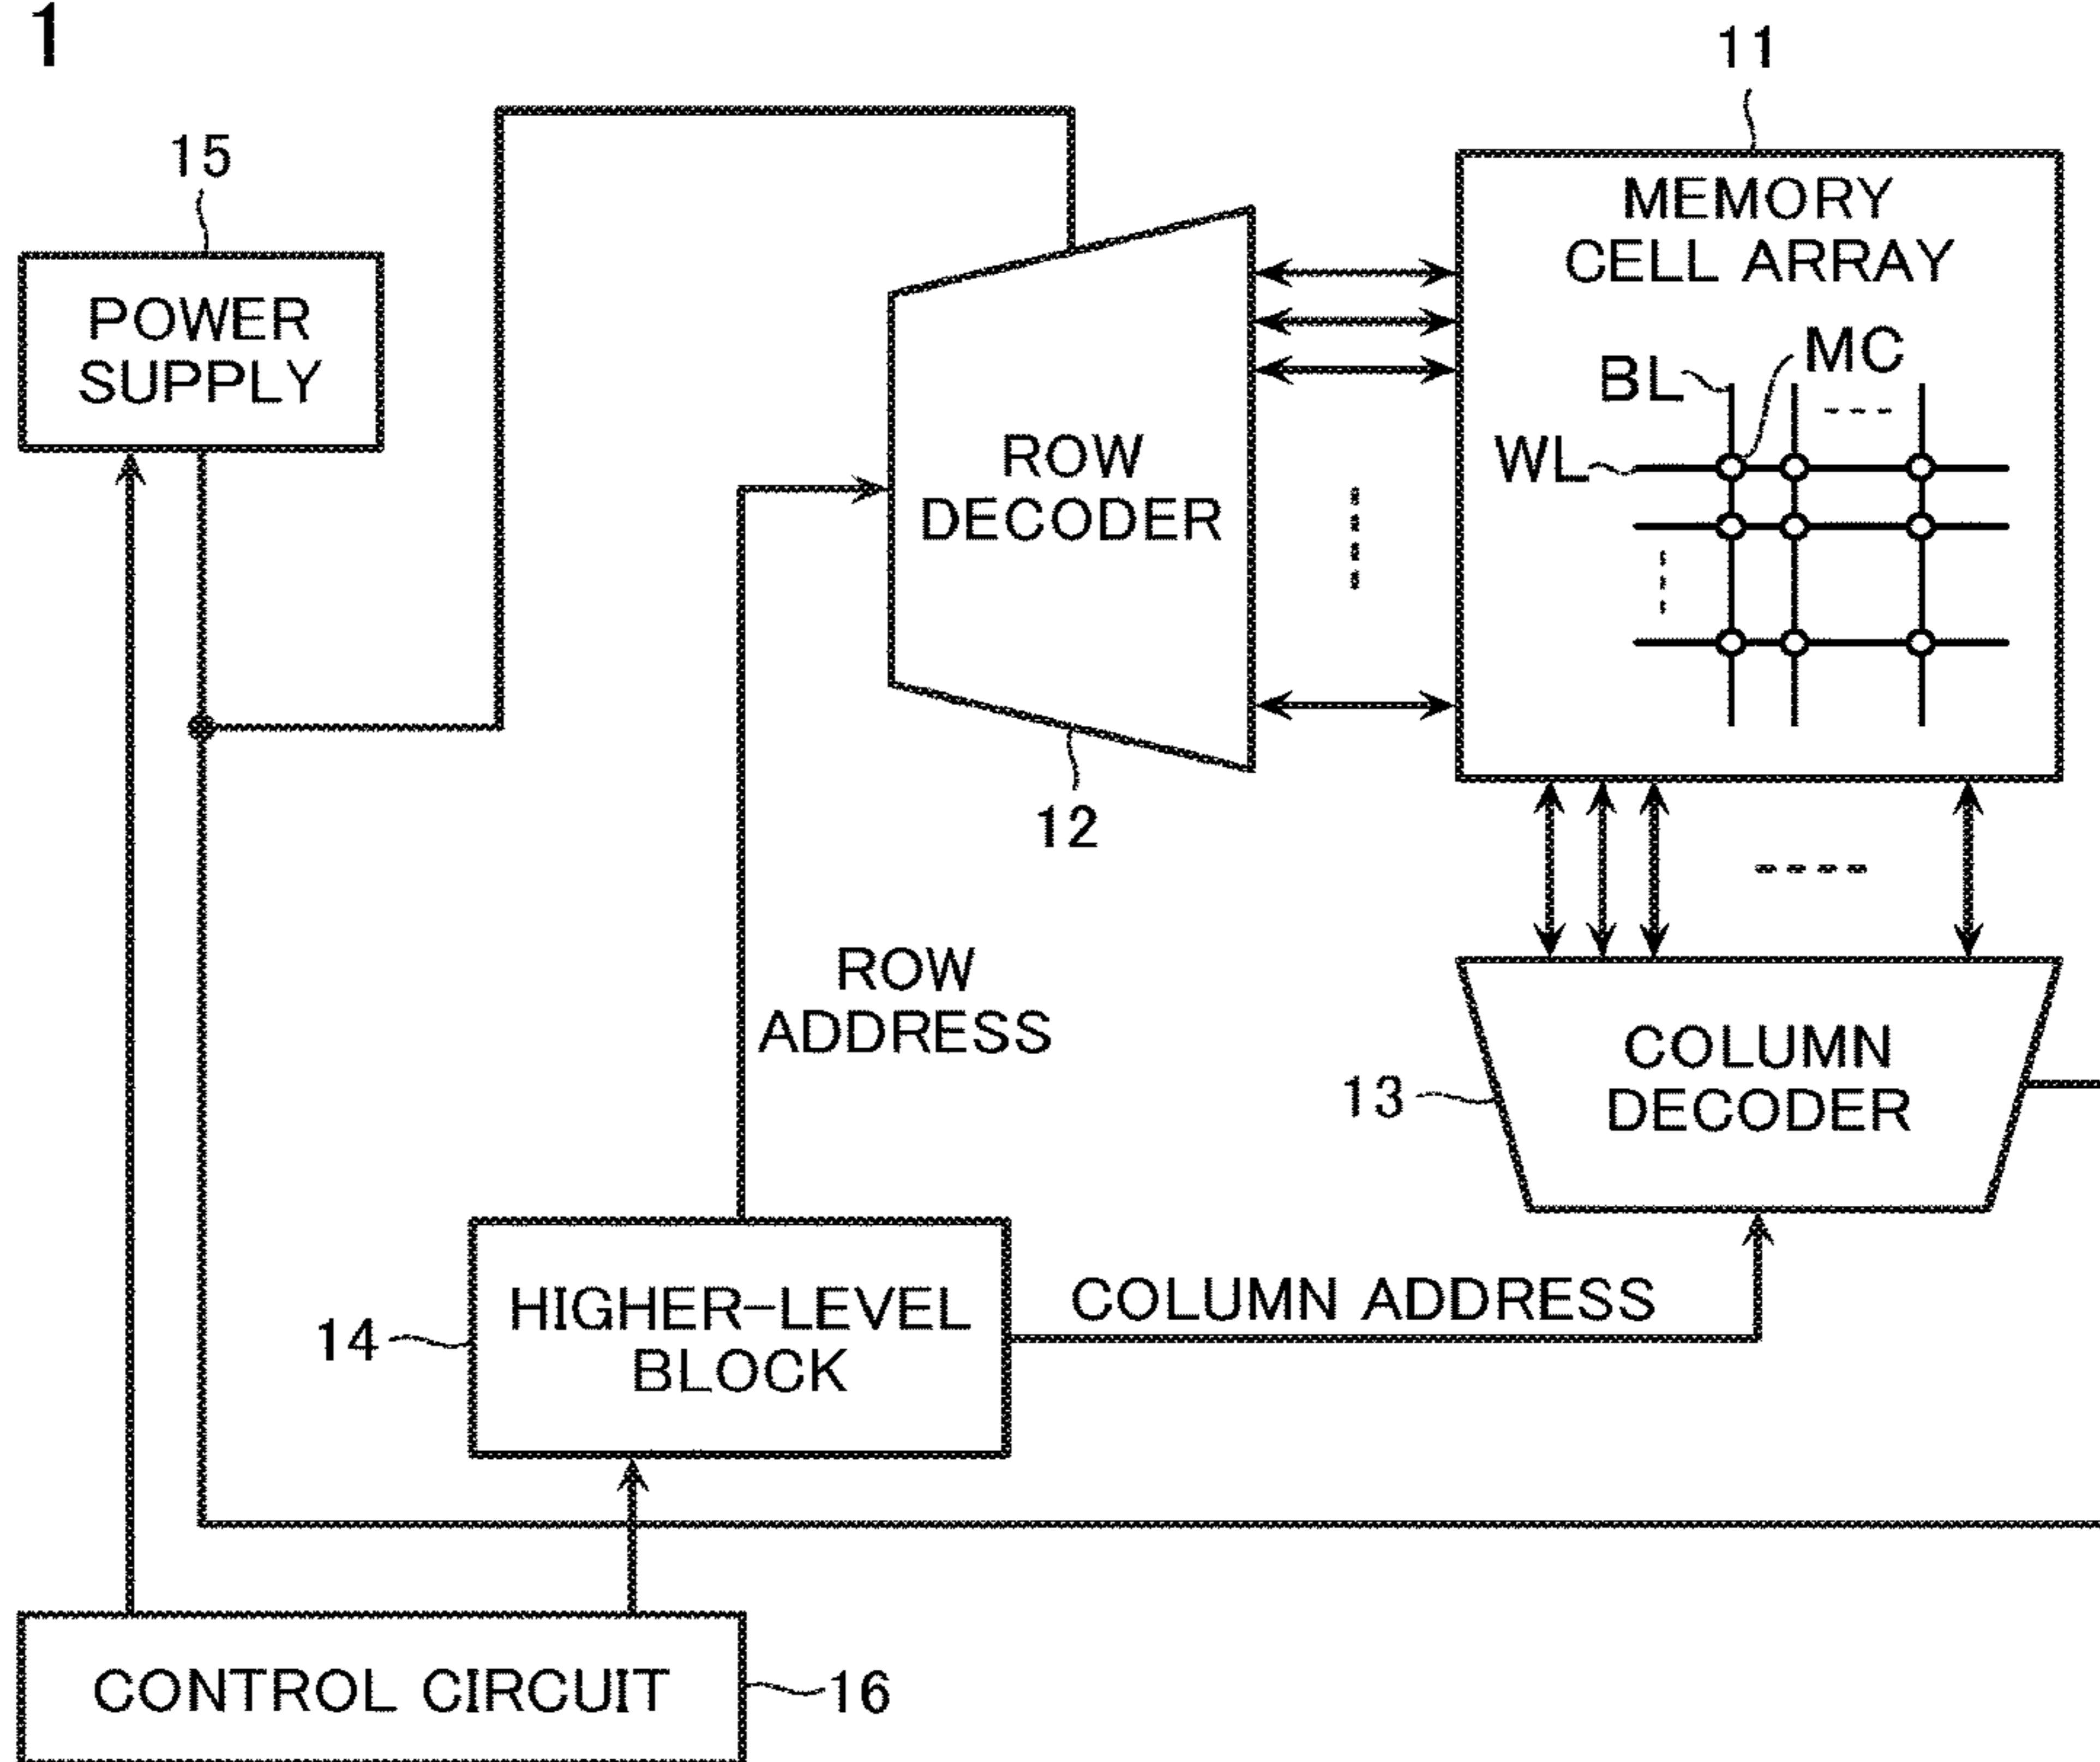 1
11
15
MEMORY
CELL ARRAY
POWER
SUPPLY
MC
BL
WL
ROW
DECODER
12
ROW
ADDRESS
COLUMN
DECODER
13
HIGHER-LEVEL
BLOCK
14
COLUMN ADDRESS
CONTROL CIRCUIT
16